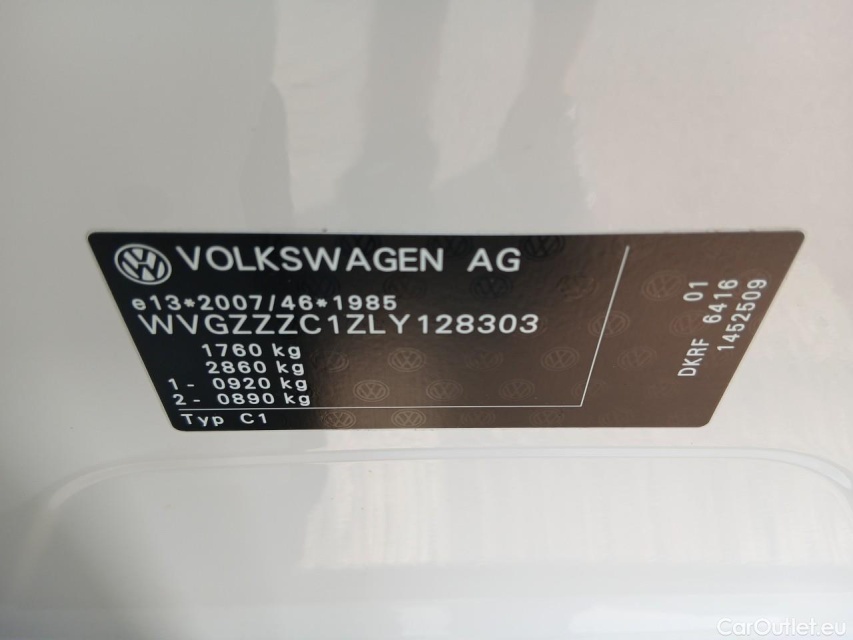 VOLKSWAGEN AG
e13*2007/46*1985
WVGZZZC1ZLY128303
1760 kg
2860 kg
1- 0920 kg
2- 0890 kg
Typ C1
01
DKRF 6416
1452509
CarOutlet.eu